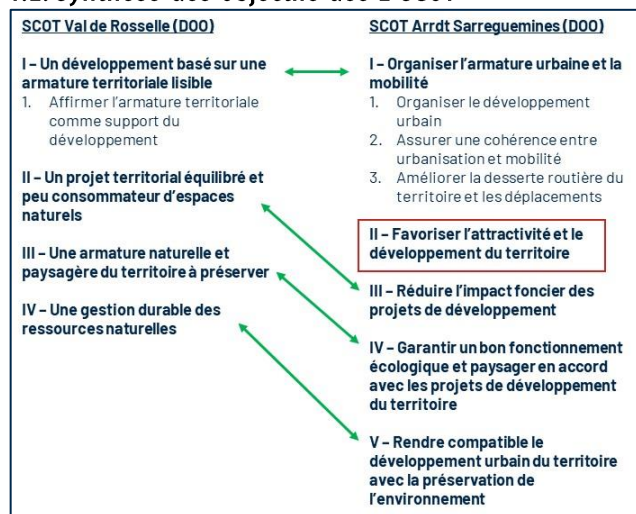 SCOT Val de Rosselle (DOO)
I – Un développement basé sur une
armature territoriale lisible
1. Affirmer l'armature territoriale
comme support du
développement
II – Un projet territorial équilibré et
peu consommateur d'espaces
naturels
III – Une armature naturelle et
paysagère du territoire à préserver
IV – Une gestion durable des
ressources naturelles
SCOT Arrdt Sarreguemines (DOO)
I – Organiser l'armature urbaine et la
mobilité
1. Organiser le développement
urbain
2. Assurer une cohérence entre
urbanisation et mobilité
3. Améliorer la desserte routière du
territoire et les déplacements
II – Favoriser l'attractivité et le
développement du territoire
III – Réduire l'impact foncier des
projets de développement
IV – Garantir un bon fonctionnement
écologique et paysager en accord
avec les projets de développement
du territoire
V – Rendre compatible le
développement urbain du territoire
avec la préservation de
l'environnement